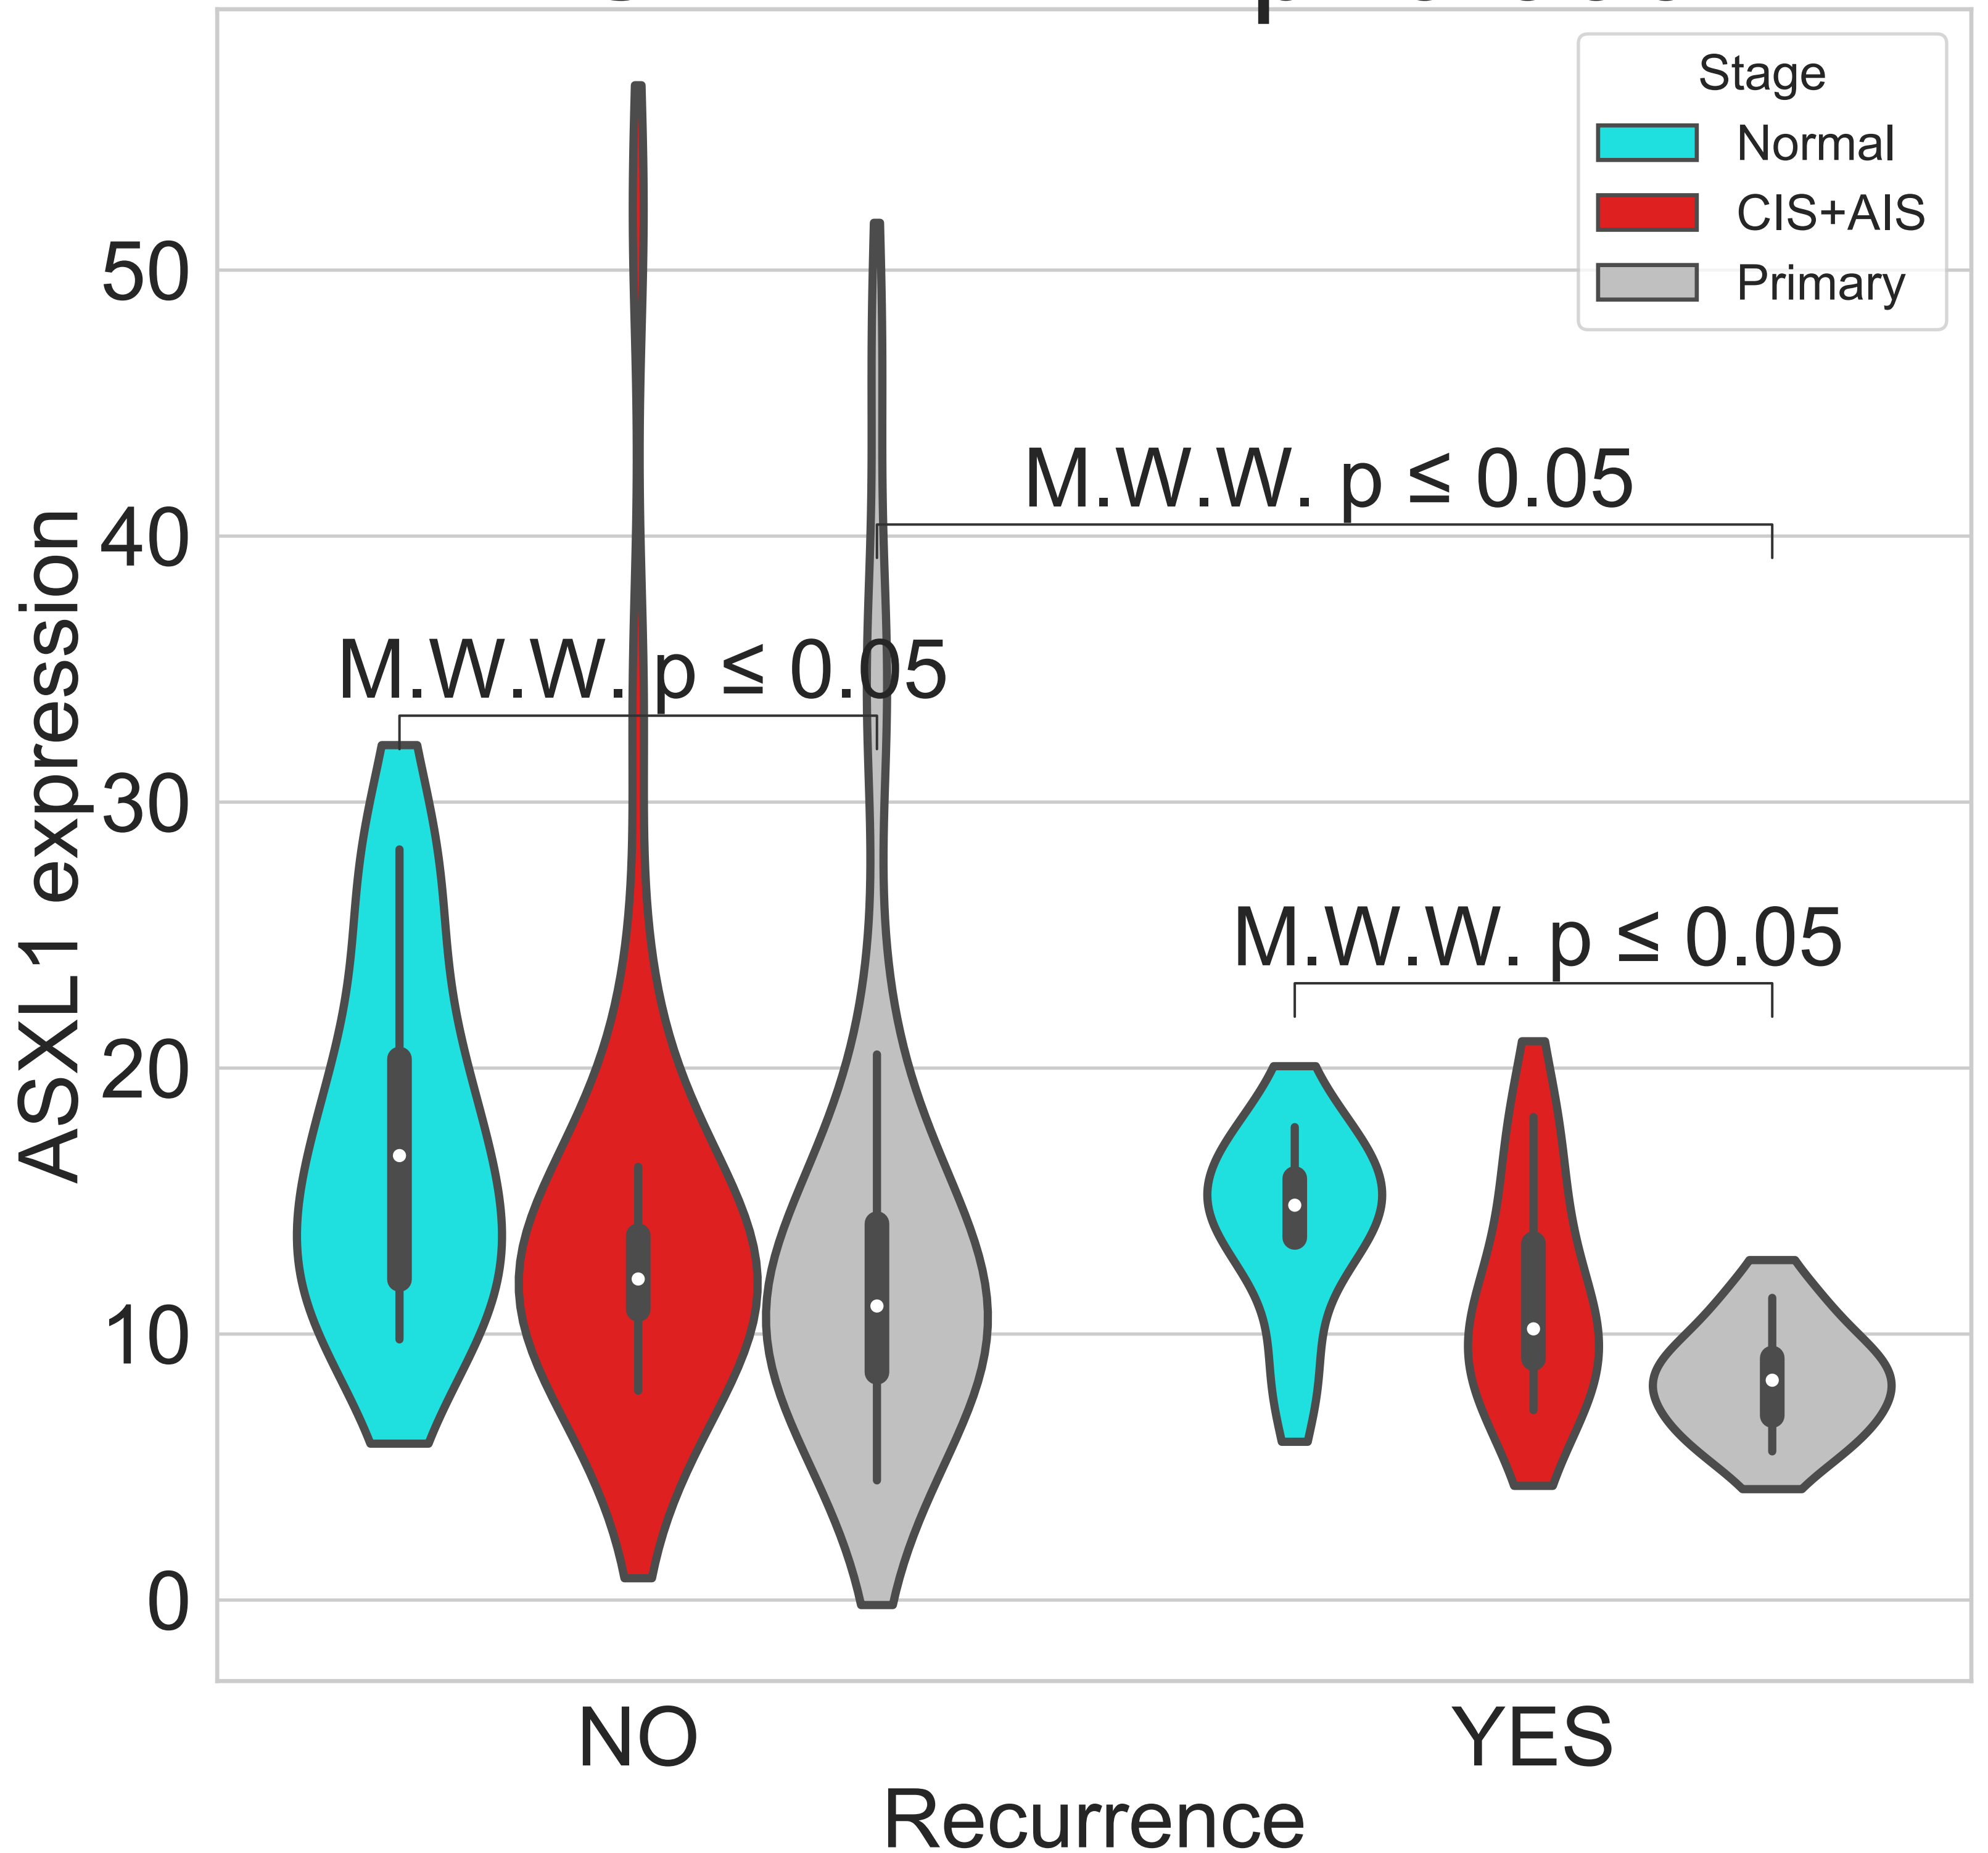 Stage
Normal
CIS+AIS
Primary
50
40
30
20
10
0
ASXL1 expression
M.W.W. p ≤ 0.05
M.W.W. p ≤ 0.05
M.W.W. p ≤ 0.05
NO
YES
Recurrence